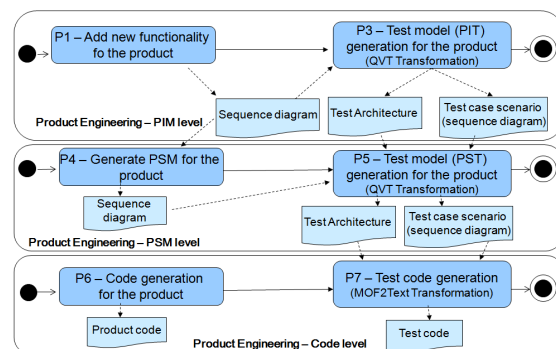 P1 – Add new functionality
fo the product
P3 – Test model (PIT)
generation for the product
(QVT Transformation)
Sequence diagram
Test
Architecture
Test case scenario
(sequence diagram)
Product Engineering – PIM level
P4 – Generate PSM for the
product
P5 – Test model (PST)
generation for the product
(QVT Transformation)
Sequence
diagram
Test Architecture
Test case scenario
(sequence diagram)
Product Engineering – PSM level
P6 – Code generation
for the product
P7 – Test code generation
(MOF2Text Transformation)
Product code
Test code
Product Engineering – Code level